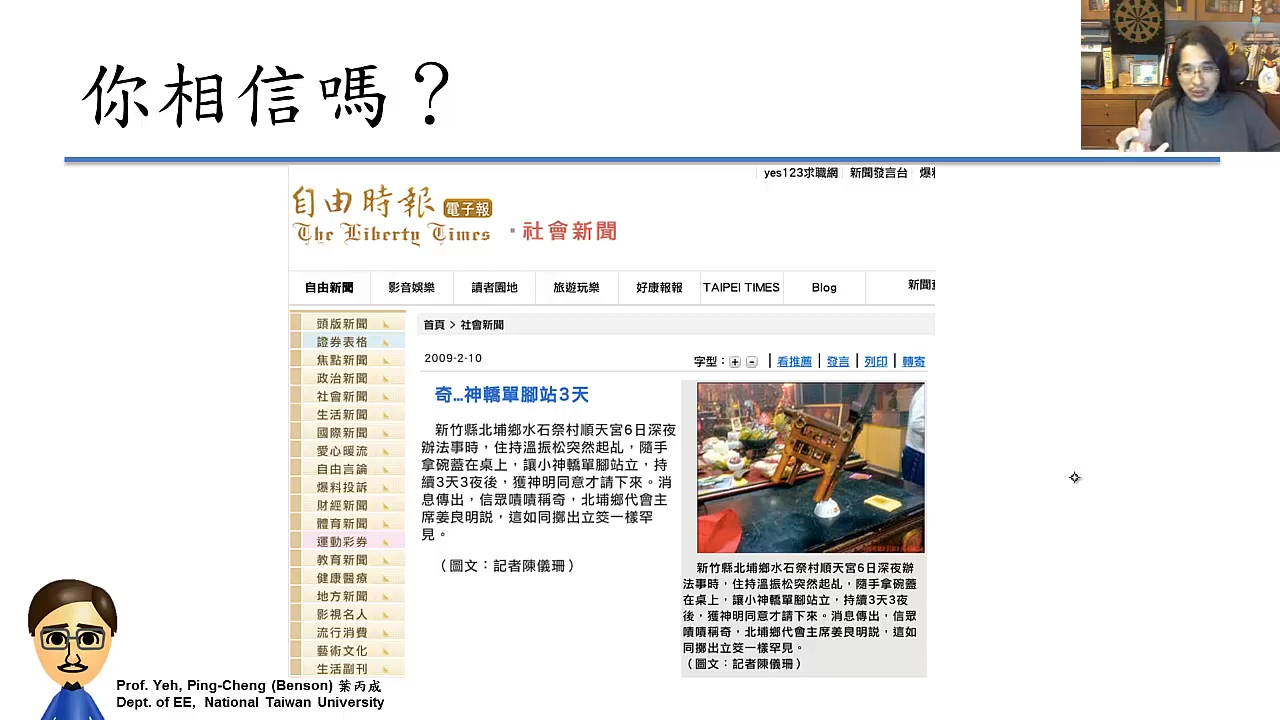 你相信嗎？
yes123求職網 新聞發言台 爆
自由時報 電子報
The Liberty Times ・社會新聞
自由新聞 影音娛樂 讀者園地 旅遊玩樂 好康報報 TAIPEI TIMES Blog 新聞
頭版新聞
證券表格
焦點新聞
政治新聞
社會新聞
生活新聞
國際新聞
愛心暖流
自由言論
爆料投訴
財經新聞
體育新聞
運動彩券
教育新聞
健康醫療
地方新聞
影視名人
流行消費
藝術文化
生活副刊
首頁 > 社會新聞
2009-2-10
字型：+ - | 看推薦 | 發言 | 列印 | 轉寄
奇…神轎單腳站3天
新竹縣北埔鄉水石祭村順天宮6日深夜
辦法事時，住持溫振松突然起乩，隨手
拿碗蓋在桌上，讓小神轎單腳站立，持
續3天3夜後，獲神明同意才請下來。消
息傳出，信眾嘖嘖稱奇，北埔鄉代會主
席姜良明說，這如同擲出立筊一樣罕
見。
（圖文：記者陳儀珊）
新竹縣北埔鄉水石祭村順天宮6日深夜辦
法事時，住持溫振松突然起乩，隨手拿碗蓋
在桌上，讓小神轎單腳站立，持續3天3夜
後，獲神明同意才請下來。消息傳出，信眾
嘖嘖稱奇，北埔鄉代會主席姜良明說，這如
同擲出立筊一樣罕見。
（圖文：記者陳儀珊）
Prof. Yeh, Ping-Cheng (Benson) 葉丙成
Dept. of EE, National Taiwan University